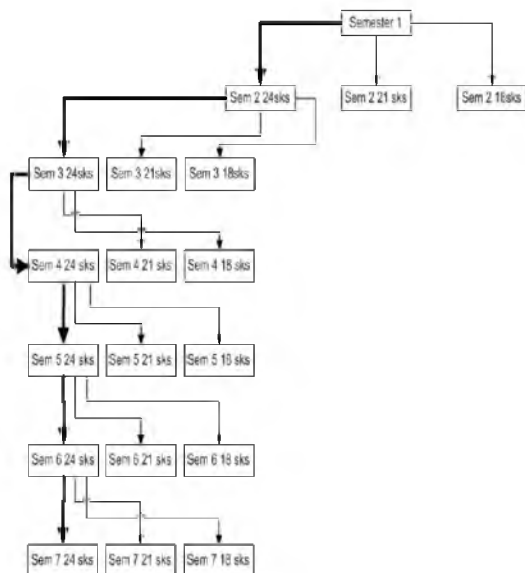 Semester 1
Sem 2 24sks
Sem 2 21 sks
Sem 2 18sks
Sem 3 24sks
Sem 3 21sks
Sem 3 18sks
Sem 4 24 sks
Sem 4 21 sks
Sem 4 18 sks
Sem 5 24 sks
Sem 5 21 sks
Sem 5 18 sks
Sem 6 24 sks
Sem 6 21 sks
Sem 6 18 sks
Sem 7 24 sks
Sem 7 21 sks
Sem 7 18 sks